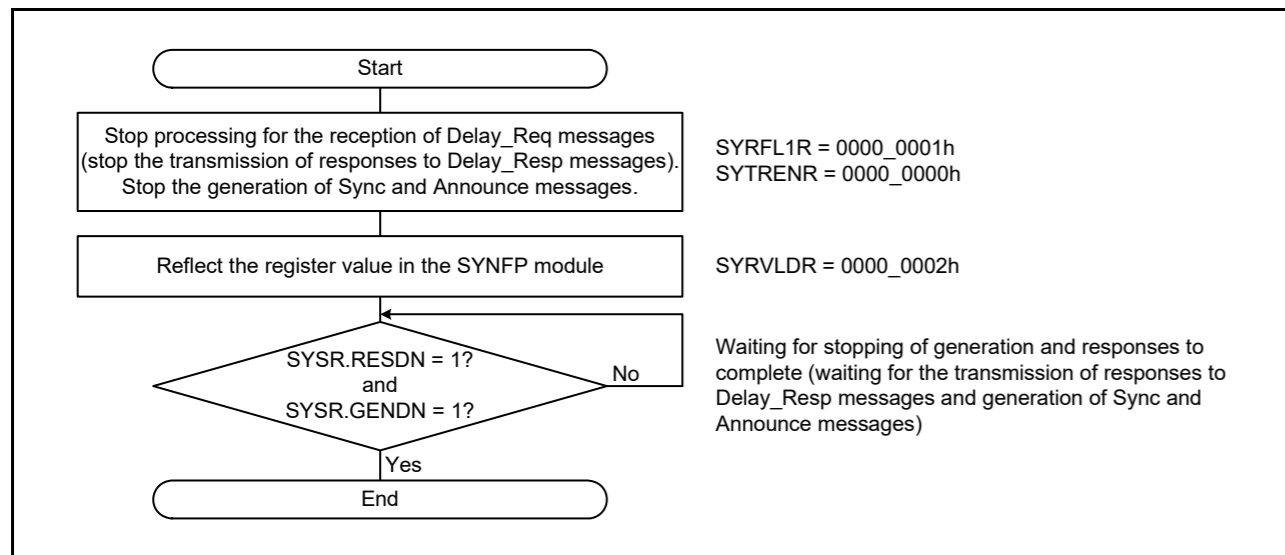 Start
Stop processing for the reception of Delay_Req messages
(stop the transmission of responses to Delay_Resp messages).
Stop the generation of Sync and Announce messages.
SYRFL1R = 0000_0001h
SYTRENR = 0000_0000h
Reflect the register value in the SYNFP module
SYRVLDR = 0000_0002h
SYSR.RESDN = 1?
and
SYSR.GENDN = 1?
No
Waiting for stopping of generation and responses to
complete (waiting for the transmission of responses to
Delay_Resp messages and generation of Sync and
Announce messages)
Yes
End